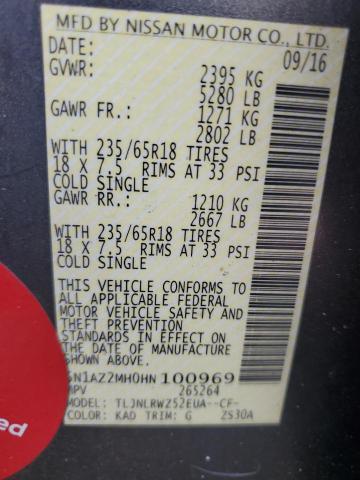 MFD BY NISSAN MOTOR CO., LTD.
DATE: 09/16
GVWR: 2395 KG
5280 LB
GAWR FR.: 1271 KG
2802 LB
WITH 235/65R18 TIRES
18 X 7.5 RIMS AT 33 PSI
COLD SINGLE
GAWR RR.: 1210 KG
2667 LB
WITH 235/65R18 TIRES
18 X 7.5 RIMS AT 33 PSI
COLD SINGLE
THIS VEHICLE CONFORMS TO
ALL APPLICABLE FEDERAL
MOTOR VEHICLE SAFETY AND
THEFT PREVENTION
STANDARDS IN EFFECT ON
THE DATE OF MANUFACTURE
SHOWN ABOVE.
5N1AZ2MH0HN100969
MPV 265264
TYPE: TLJNLRWZ52EUA--CF-
COLOR: KAD TRIM: G 2S30A